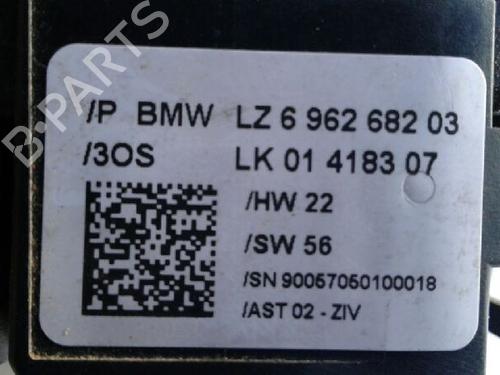 /P BMW LZ 6 962 682 03
/3OS LK 01 4183 07
/HW 22
/SW 56
/SN 90057050100018
/AST 02 - ZIV
B-PARTS